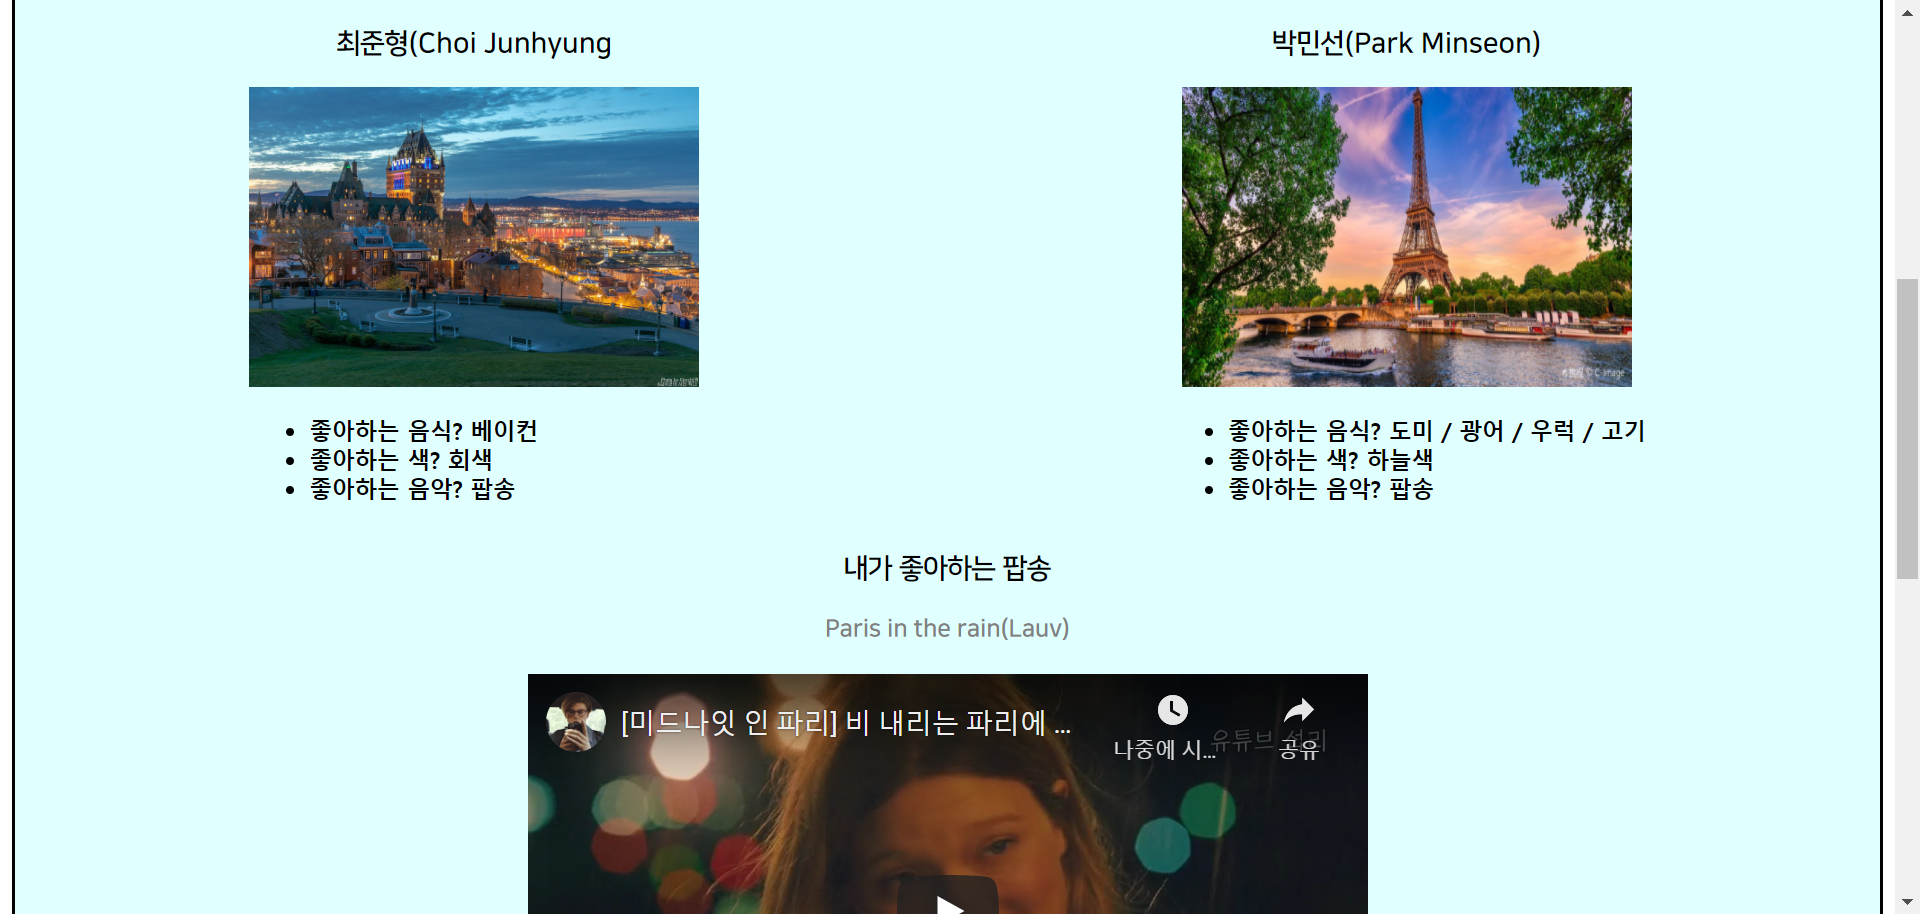 최준형(Choi Junhyung
박민선(Park Minseon)
좋아하는 음식? 베이컨
좋아하는 색? 회색
좋아하는 음악? 팝송
좋아하는 음식? 도미 / 광어 / 우럭 / 고기
좋아하는 색? 하늘색
좋아하는 음악? 팝송
내가 좋아하는 팝송
Paris in the rain(Lauv)
[미드나잇 인 파리] 비 내리는 파리에 ...
나중에 시...
공유
유튜브